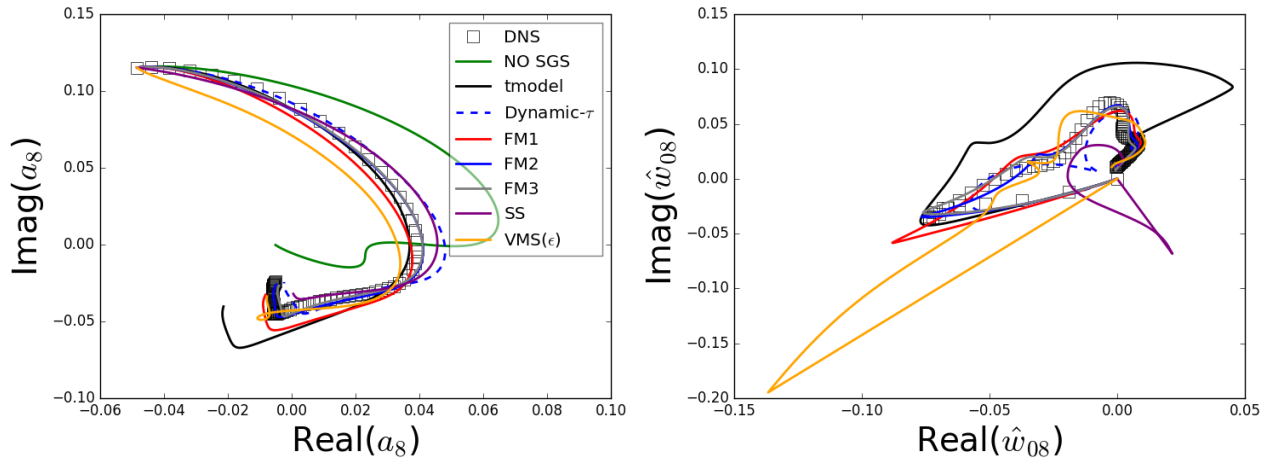 0.15
0.10
0.05
0.00
−0.05
−0.10
Imag(a₈)
−0.06
−0.04
−0.02
0.00
0.02
0.04
0.06
0.08
0.10
Real(a₈)
DNS
NO SGS
tmodel
Dynamic-τ
FM1
FM2
FM3
SS
VMS(ϵ)
0.15
0.10
0.05
0.00
−0.05
−0.10
−0.15
−0.20
Imag(ŵ₀₈)
−0.15
−0.10
−0.05
0.00
0.05
Real(ŵ₀₈)